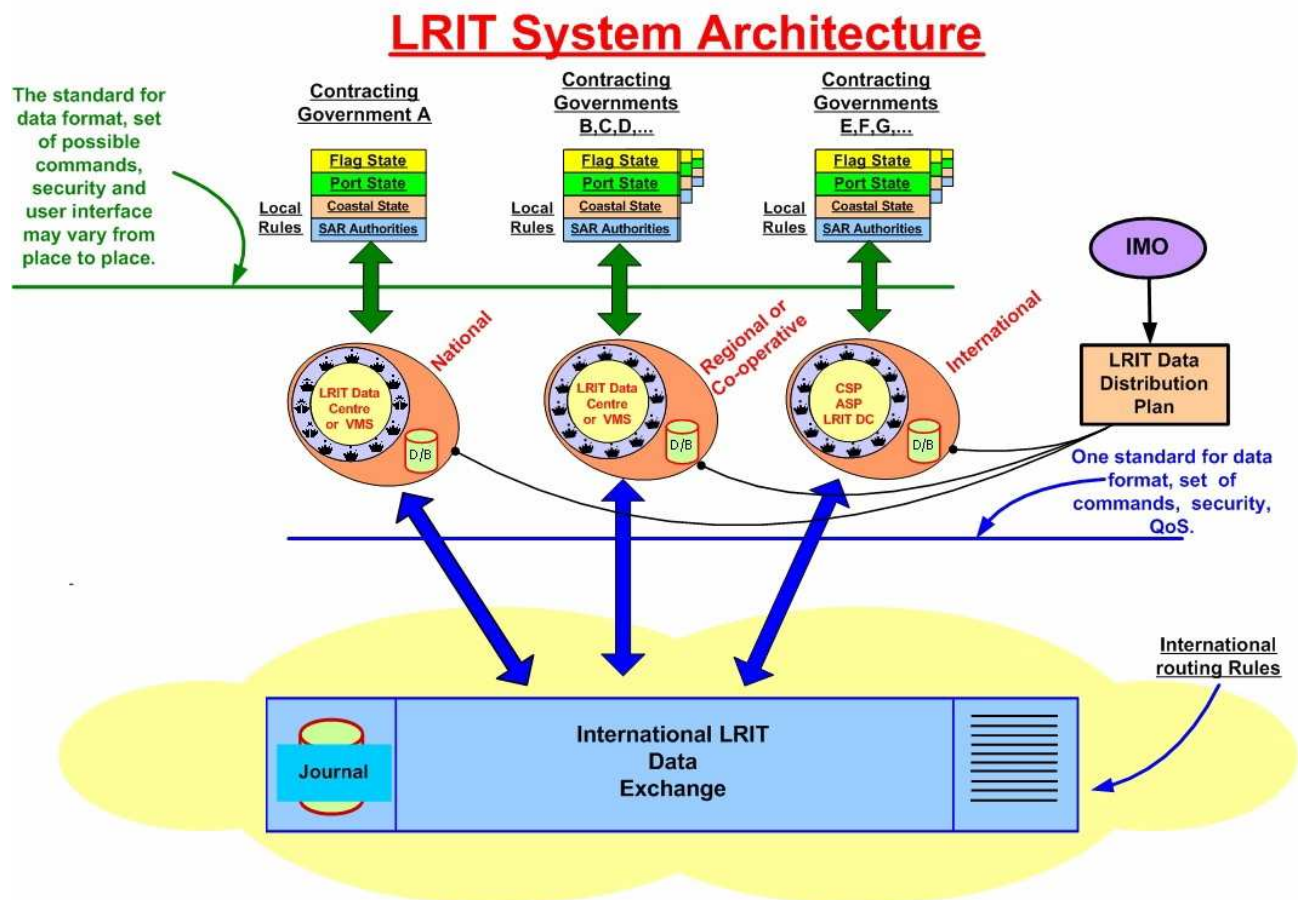 LRIT System Architecture
The standard for
data format, set
of possible
commands,
security and
user interface
may vary from
place to place.
Contracting
Government A
Flag State
Port State
Coastal State
SAR Authorities
Local
Rules
Contracting
Governments
B,C,D,...
Flag State
Port State
Coastal State
SAR Authorities
Local
Rules
Contracting
Governments
E,F,G,...
Flag State
Port State
Coastal State
SAR Authorities
Local
Rules
IMO
LRIT Data
Distribution
Plan
National
LRIT Data
Centre
or VMS
D/B
Regional or
Co-operative
LRIT Data
Centre
or VMS
D/B
International
CSP
ASP
LRIT DC
D/B
One standard for data
format, set of
commands, security,
QoS.
-
International
routing Rules
Journal
International LRIT
Data
Exchange